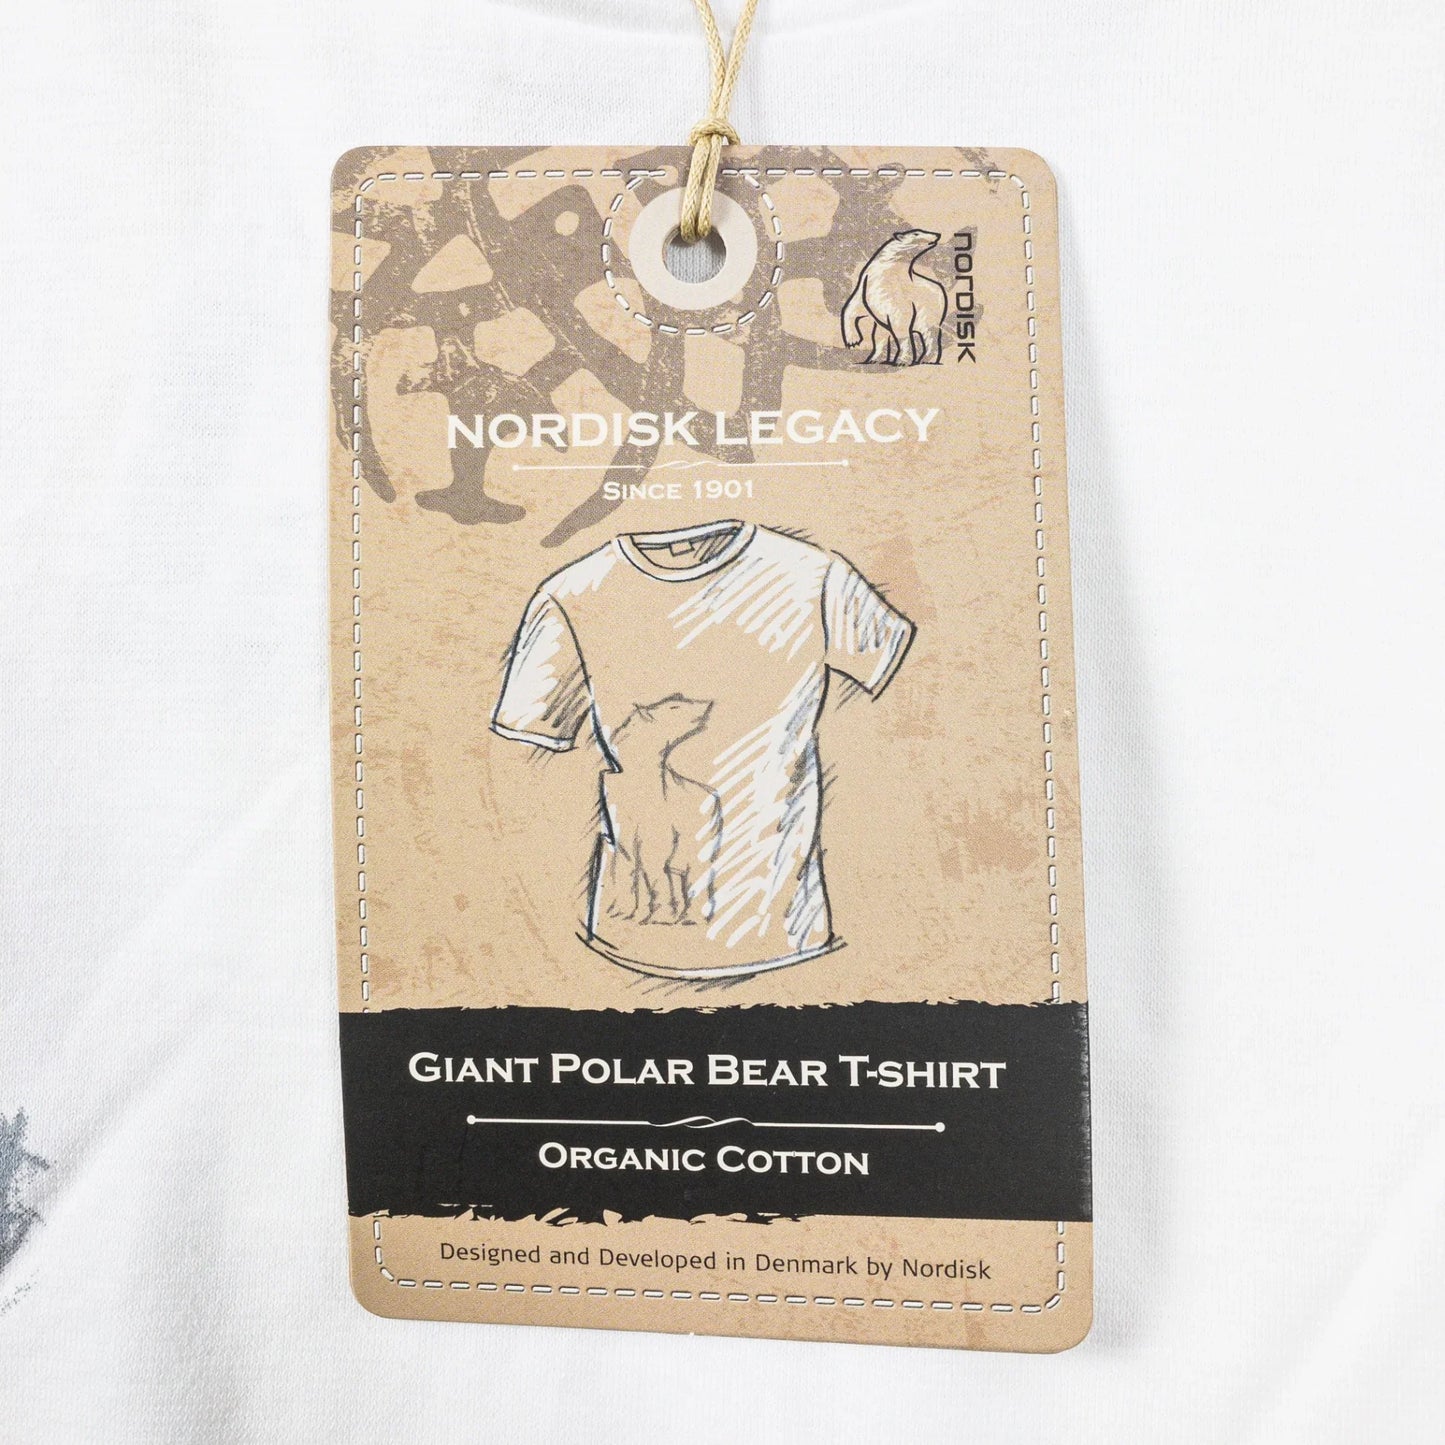 NORDISK
NORDISK LEGACY
SINCE 1901
GIANT POLAR BEAR T-SHIRT
ORGANIC COTTON
Designed and Developed in Denmark by Nordisk